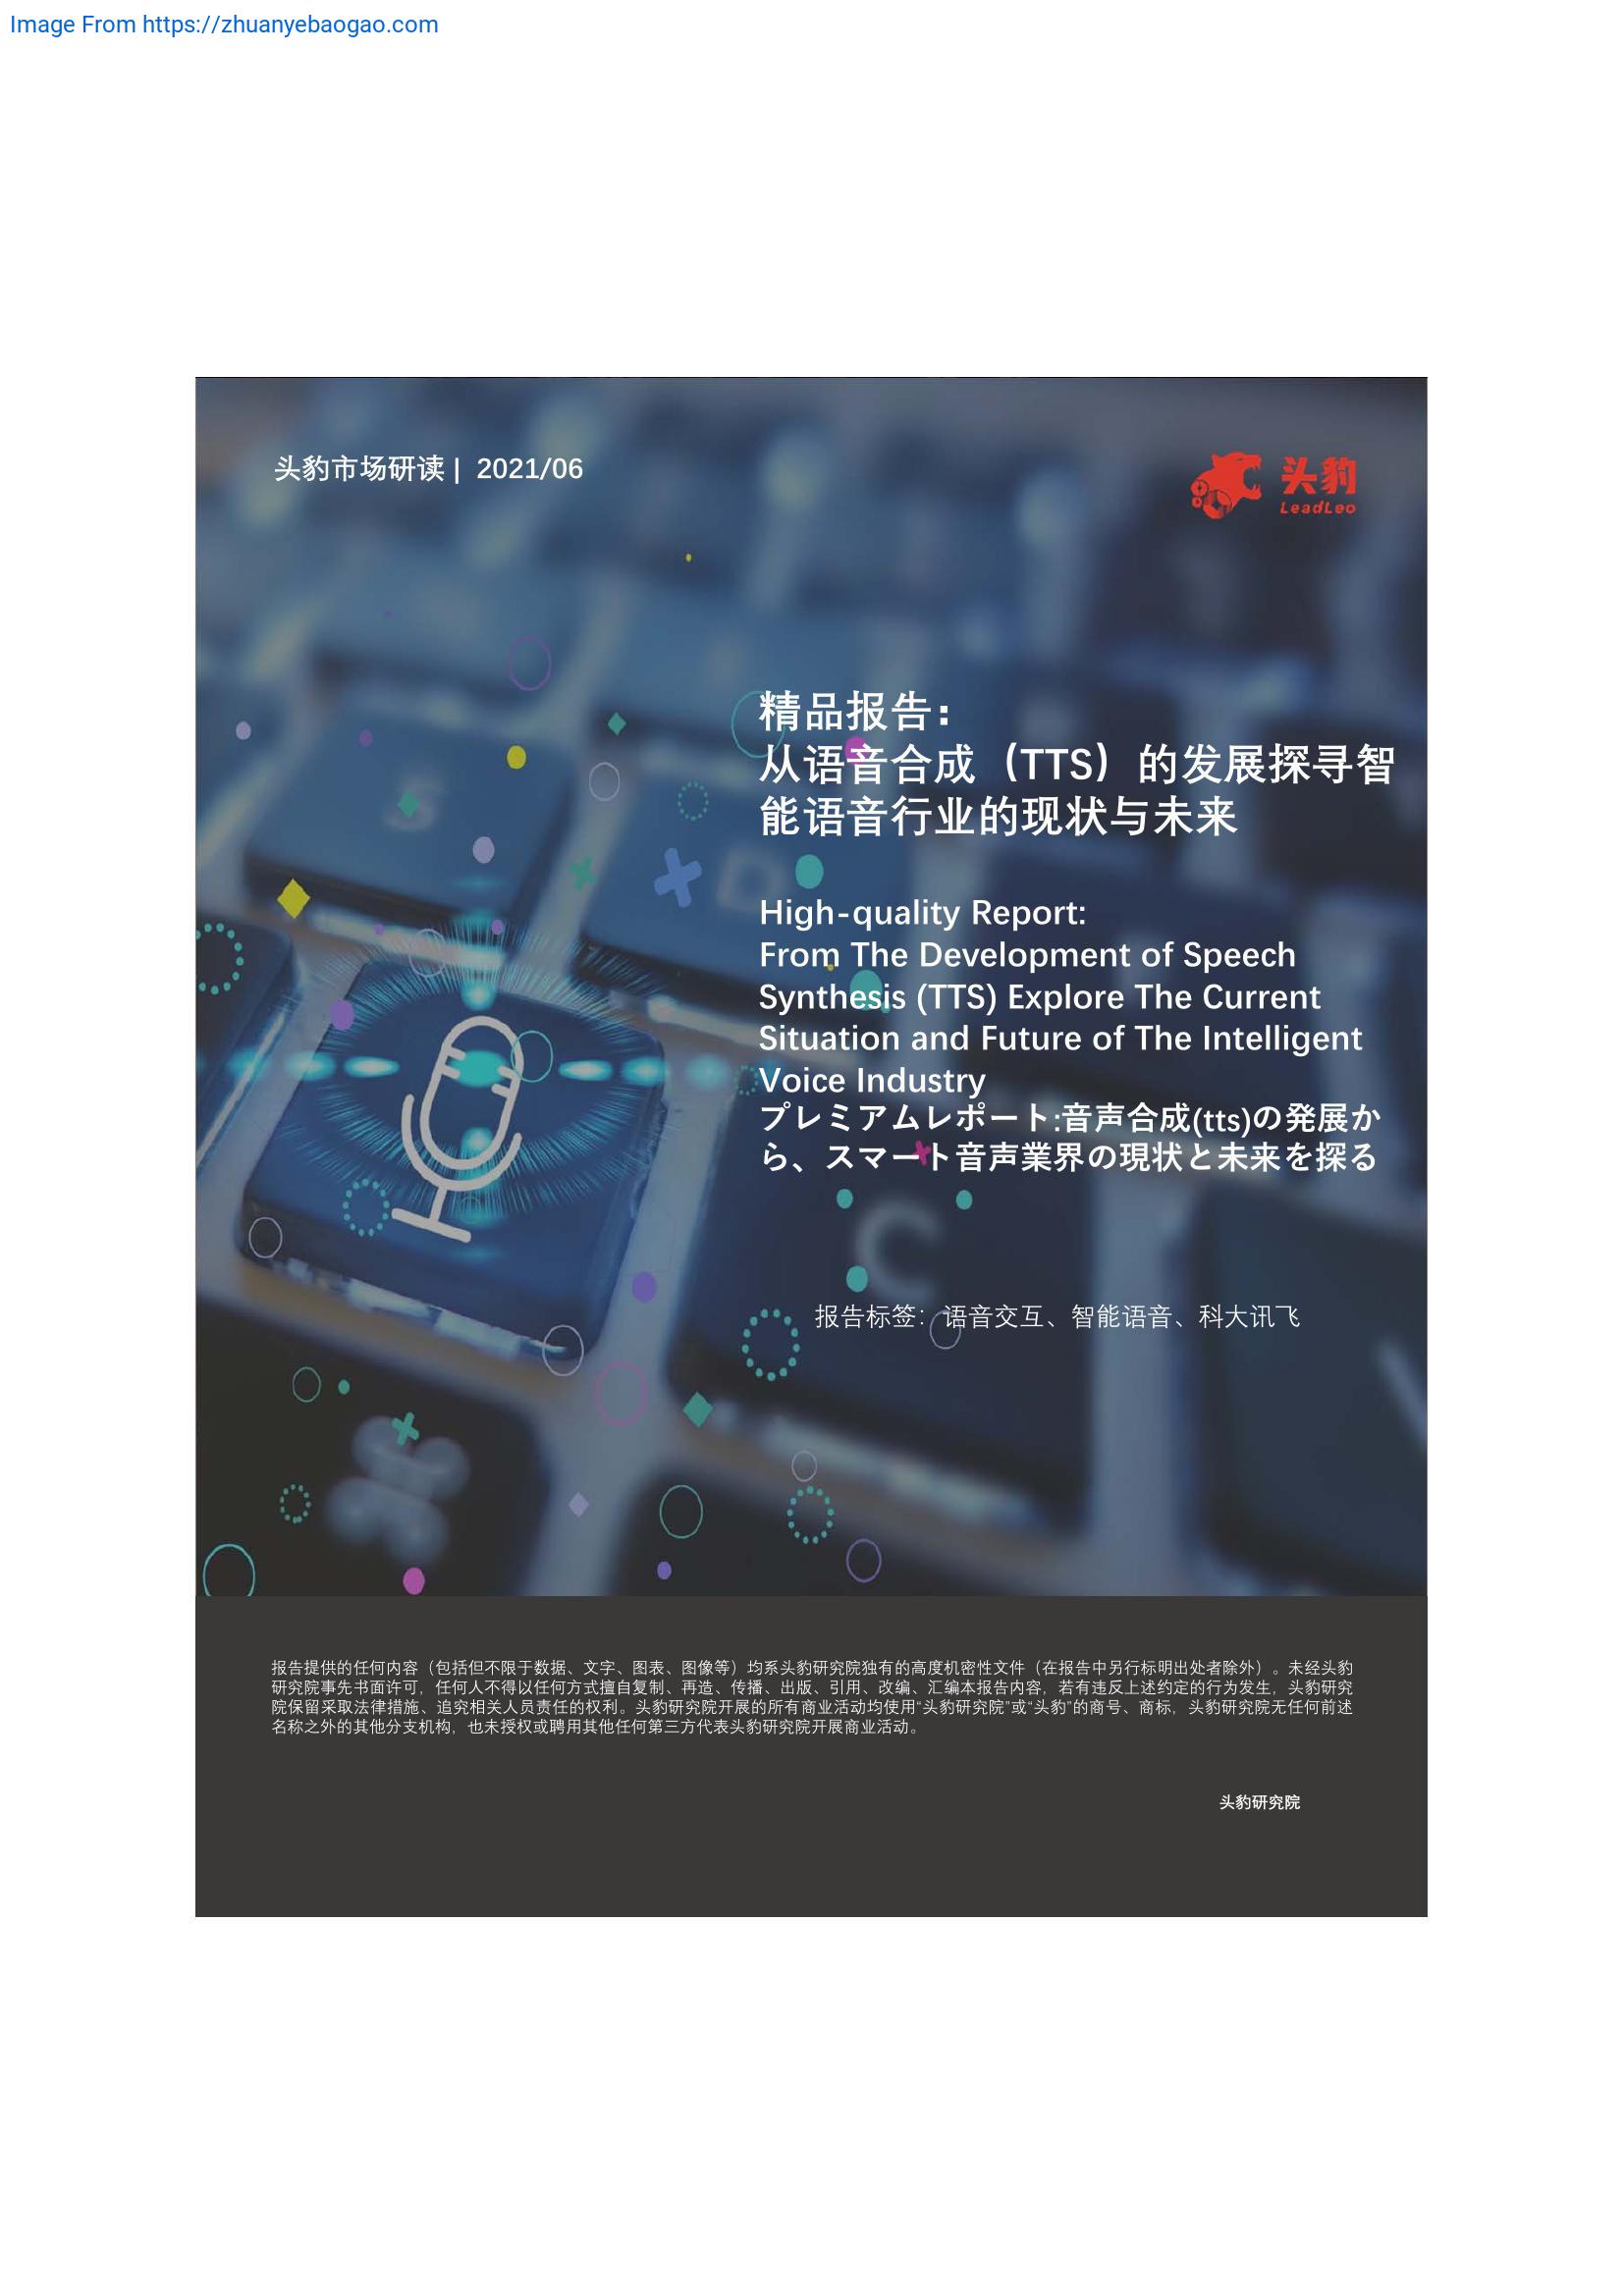 Image From https://zhuanyebaogao.com
头豹市场研读 | 2021/06
头豹
LeadLeo
精品报告：
从语音合成（TTS）的发展探寻智
能语音行业的现状与未来
High-quality Report:
From The Development of Speech
Synthesis (TTS) Explore The Current
Situation and Future of The Intelligent
Voice Industry
プレミアムレポート:音声合成(tts)の発展か
ら、スマート音声業界の現状と未来を探る
S
D
C
报告标签：语音交互、智能语音、科大讯飞
报告提供的任何内容（包括但不限于数据、文字、图表、图像等）均系头豹研究院独有的高度机密性文件（在报告中另行标明出处者除外）。未经头豹
研究院事先书面许可，任何人不得以任何方式擅自复制、再造、传播、出版、引用、改编、汇编本报告内容，若有违反上述约定的行为发生，头豹研究
院保留采取法律措施、追究相关人员责任的权利。头豹研究院开展的所有商业活动均使用“头豹研究院”或“头豹”的商号、商标，头豹研究院无任何前述
名称之外的其他分支机构，也未授权或聘用其他任何第三方代表头豹研究院开展商业活动。
头豹研究院